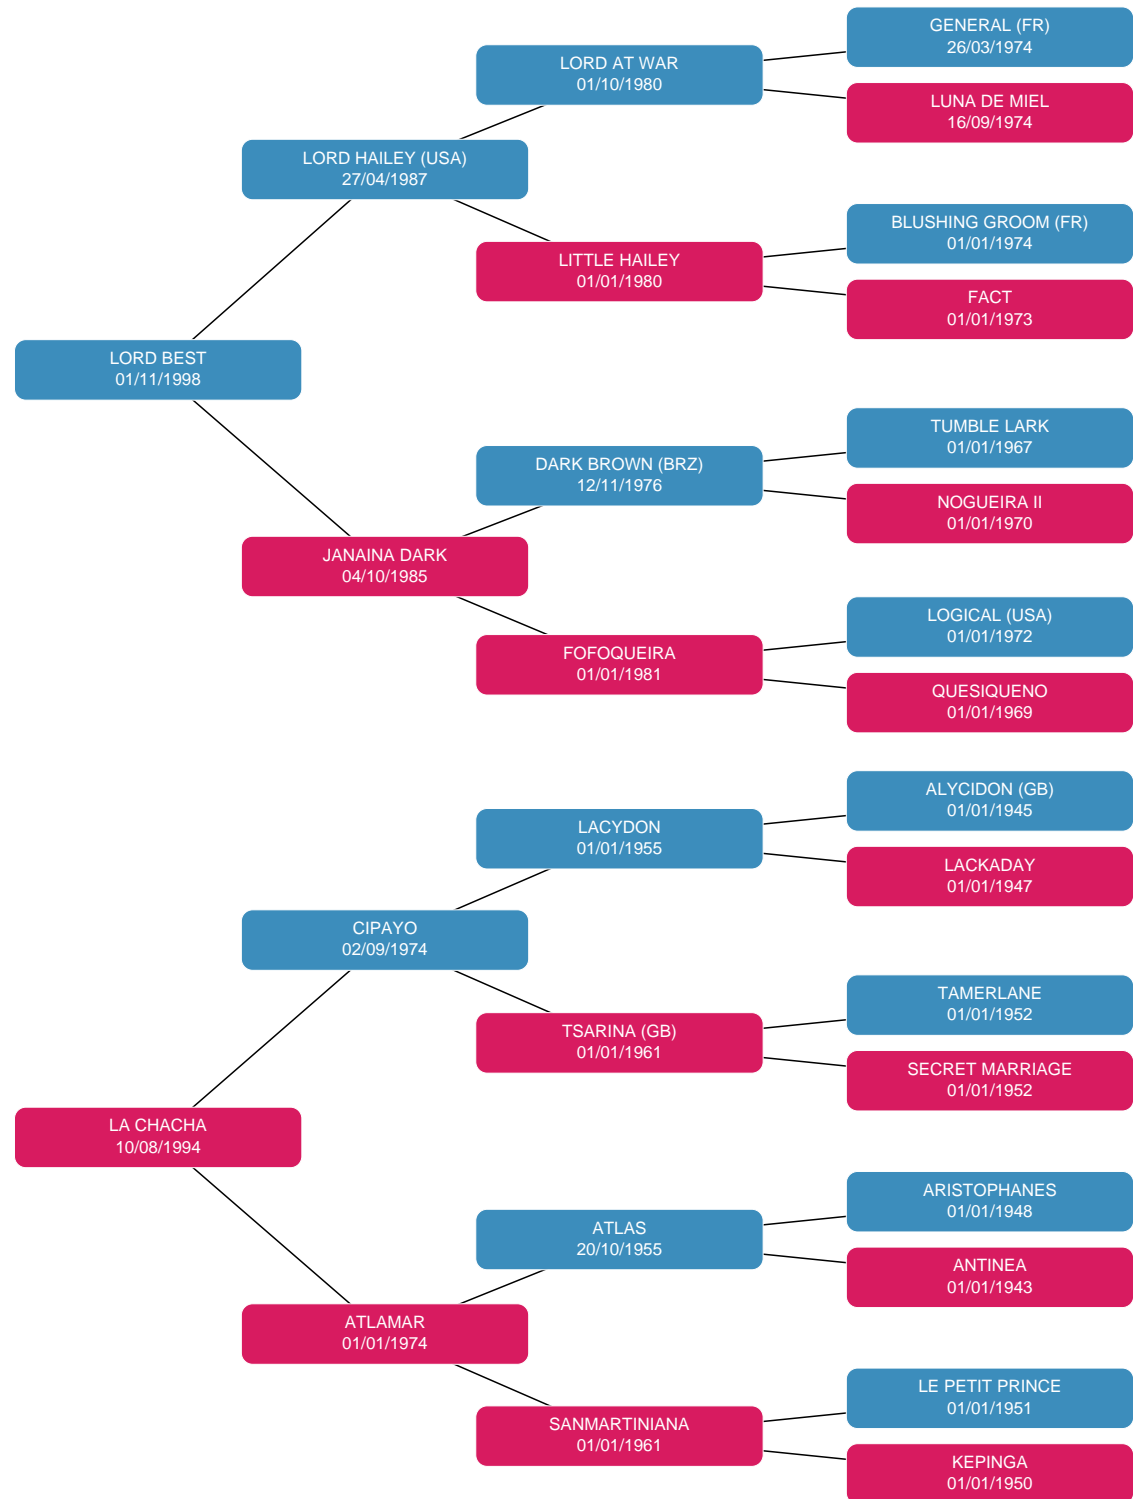 GENERAL (FR)
26/03/1974
LORD AT WAR
01/10/1980
LUNA DE MIEL
16/09/1974
LORD HAILEY (USA)
27/04/1987
BLUSHING GROOM (FR)
01/01/1974
LITTLE HAILEY
01/01/1980
FACT
01/01/1973
LORD BEST
01/11/1998
TUMBLE LARK
01/01/1967
DARK BROWN (BRZ)
12/11/1976
NOGUEIRA II
01/01/1970
JANAINA DARK
04/10/1985
LOGICAL (USA)
01/01/1972
FOFOQUEIRA
01/01/1981
QUESIQUENO
01/01/1969
ALYCIDON (GB)
01/01/1945
LACYDON
01/01/1955
LACKADAY
01/01/1947
CIPAYO
02/09/1974
TAMERLANE
01/01/1952
TSARINA (GB)
01/01/1961
SECRET MARRIAGE
01/01/1952
LA CHACHA
10/08/1994
ARISTOPHANES
01/01/1948
ATLAS
20/10/1955
ANTINEA
01/01/1943
ATLAMAR
01/01/1974
LE PETIT PRINCE
01/01/1951
SANMARTINIANA
01/01/1961
KEPINGA
01/01/1950